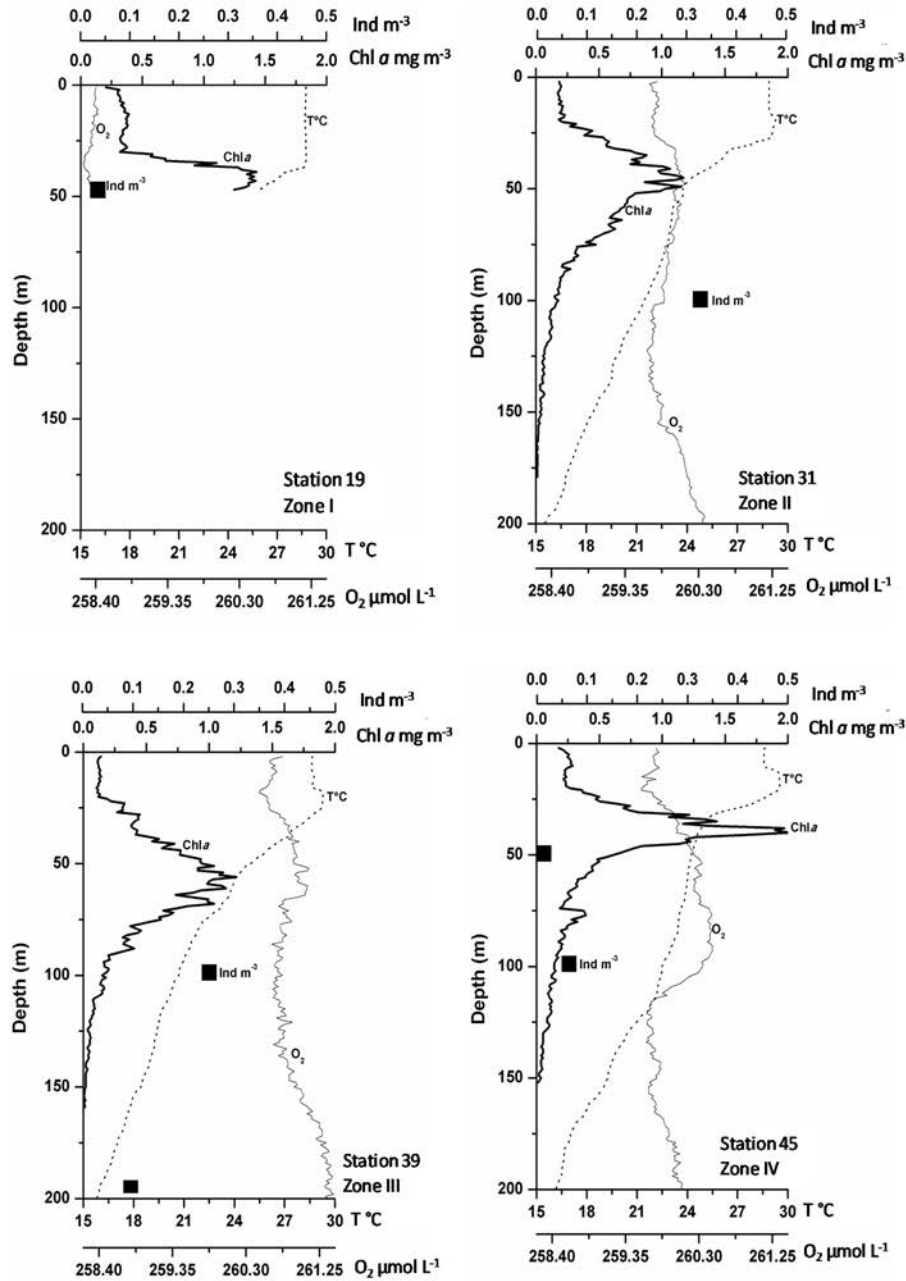 0.0 0.1 0.2 0.3 0.4 0.5
Ind m-3
0.0 0.5 1.0 1.5 2.0
Chl a mg m-3
0
50
100
150
200
Depth (m)
O2
T°C
Chla
Ind m-3
Station 19
Zone I
15 18 21 24 27 30
T °C
258.40 259.35 260.30 261.25
O2 µmol L-1
0.0 0.1 0.2 0.3 0.4 0.5
Ind m-3
0.0 0.5 1.0 1.5 2.0
Chl a mg m-3
0
50
100
150
200
Depth (m)
T°C
Chla
Ind m-3
O2
Station 31
Zone II
15 18 21 24 27 30
T °C
258.40 259.35 260.30 261.25
O2 µmol L-1
0.0 0.1 0.2 0.3 0.4 0.5
Ind m-3
0.0 0.5 1.0 1.5 2.0
Chl a mg m-3
0
50
100
150
200
Depth (m)
T°C
Chla
Ind m-3
O2
Station 39
Zone III
15 18 21 24 27 30
T °C
258.40 259.35 260.30 261.25
O2 µmol L-1
0.0 0.1 0.2 0.3 0.4 0.5
Ind m-3
0.0 0.5 1.0 1.5 2.0
Chl a mg m-3
0
50
100
150
200
Depth (m)
T°C
Chla
O2
Ind m-3
Station 45
Zone IV
15 18 21 24 27 30
T °C
258.40 259.35 260.30 261.25
O2 µmol L-1